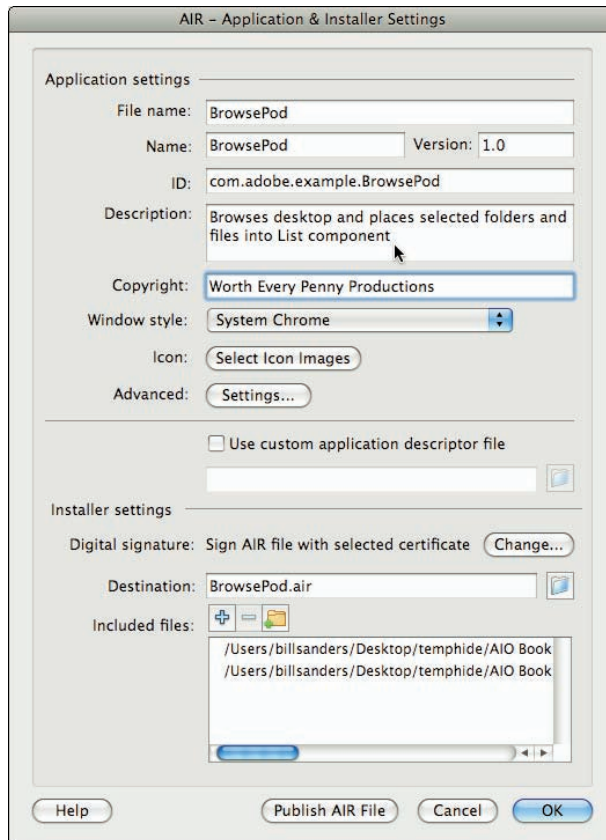 AIR – Application & Installer Settings
Application settings
File name: BrowsePod
Name: BrowsePod Version: 1.0
ID: com.adobe.example.BrowsePod
Description: Browses desktop and places selected folders and
files into List component
Copyright: Worth Every Penny Productions
Window style: System Chrome
Icon: Select Icon Images
Advanced: Settings...
Use custom application descriptor file
Installer settings
Digital signature: Sign AIR file with selected certificate Change...
Destination: BrowsePod.air
Included files:
/Users/billsanders/Desktop/temphide/AIO Book
/Users/billsanders/Desktop/temphide/AIO Book
Help Publish AIR File Cancel OK